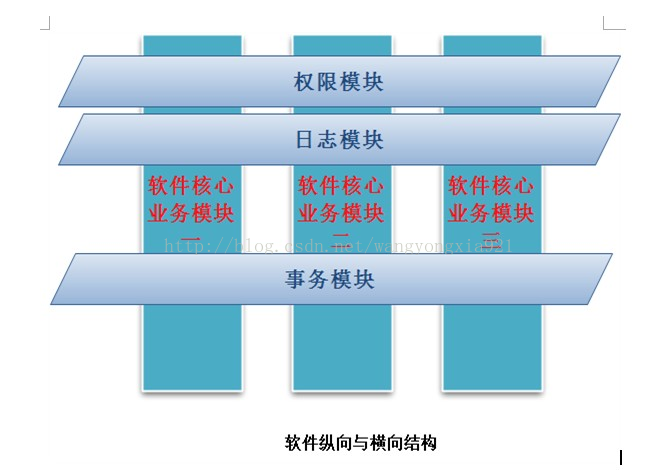 权限模块
日志模块
软件核心 软件核心 软件核心
业务模块 业务模块 业务模块
一 二 三
http://blog.csdn.net/wangyongxia921
事务模块
软件纵向与横向结构